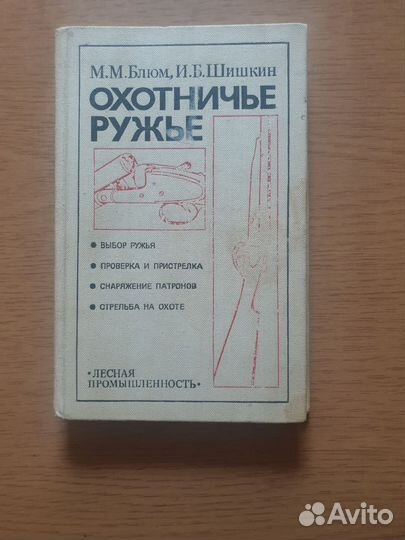 М.М.Блюм, И.Б.Шишкин
ОХОТНИЧЬЕ
РУЖЬЕ
• ВЫБОР РУЖЬЯ
• ПРОВЕРКА И ПРИСТРЕЛКА
• СНАРЯЖЕНИЕ ПАТРОНОВ
• СТРЕЛЬБА НА ОХОТЕ
•ЛЕСНАЯ
ПРОМЫШЛЕННОСТЬ•
Avito